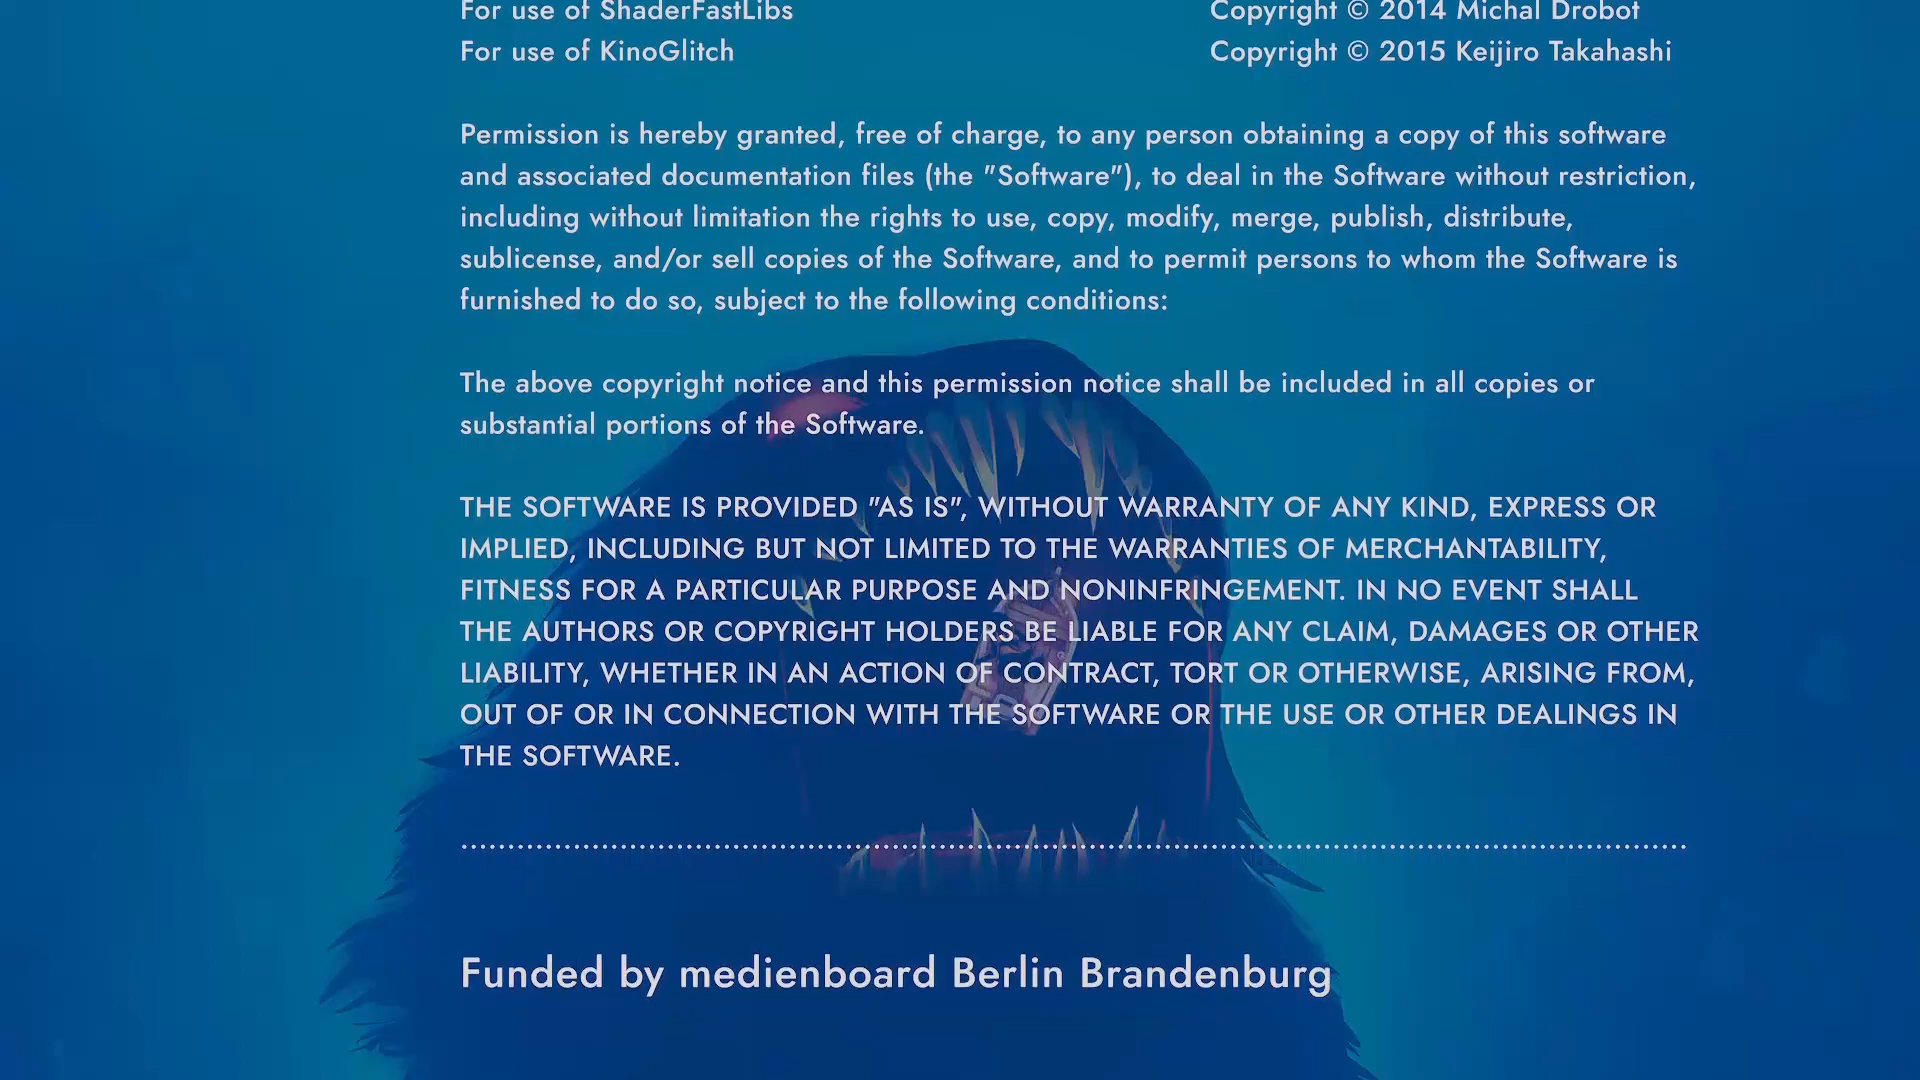 For use of ShaderFastLibs Copyright © 2014 Michal Drobot
For use of KinoGlitch Copyright © 2015 Keijiro Takahashi
Permission is hereby granted, free of charge, to any person obtaining a copy of this software
and associated documentation files (the "Software"), to deal in the Software without restriction,
including without limitation the rights to use, copy, modify, merge, publish, distribute,
sublicense, and/or sell copies of the Software, and to permit persons to whom the Software is
furnished to do so, subject to the following conditions:
The above copyright notice and this permission notice shall be included in all copies or
substantial portions of the Software.
THE SOFTWARE IS PROVIDED "AS IS", WITHOUT WARRANTY OF ANY KIND, EXPRESS OR
IMPLIED, INCLUDING BUT NOT LIMITED TO THE WARRANTIES OF MERCHANTABILITY,
FITNESS FOR A PARTICULAR PURPOSE AND NONINFRINGEMENT. IN NO EVENT SHALL
THE AUTHORS OR COPYRIGHT HOLDERS BE LIABLE FOR ANY CLAIM, DAMAGES OR OTHER
LIABILITY, WHETHER IN AN ACTION OF CONTRACT, TORT OR OTHERWISE, ARISING FROM,
OUT OF OR IN CONNECTION WITH THE SOFTWARE OR THE USE OR OTHER DEALINGS IN
THE SOFTWARE.
Funded by medienboard Berlin Brandenburg